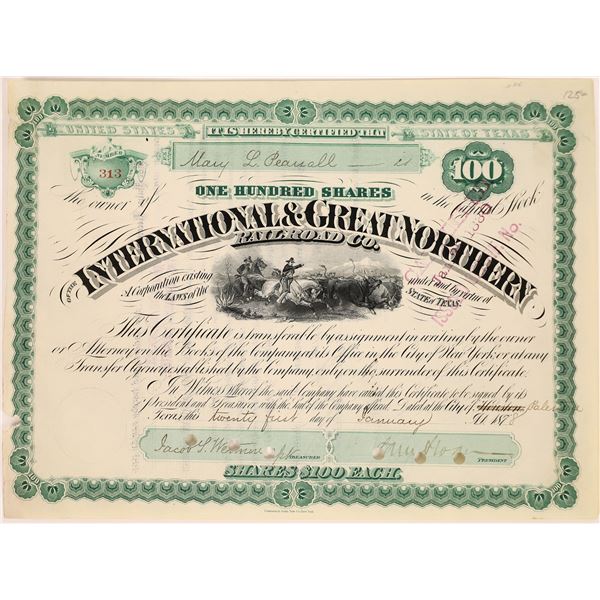 125-
UNITED STATES IT IS HEREBY CERTIFIED THAT STATE OF TEXAS
NUMBER
313
Mary L Pearsall is
100
ONE HUNDRED SHARES
the owner of in the Capital Stock
OF THE INTERNATIONAL & GREAT NORTHERN
RAILROAD CO.
A Corporation existing under and by virtue of
the LAWS of the STATE of TEXAS.
This Certificate is transferable by assignment in writing by the owner
or Attorney on the Books of the Company at its Office in the City of New York or at any
Transfer Agency established by the Company only on the surrender of this Certificate.
In Witness Whereof the said Company have caused this Certificate to be signed by its
President and Treasurer with the Seal of the Company affixed. Dated at the City of Houston Palestine
Texas this twenty first day of January 1878
Jacob S. Wetmore TREASURER PRESIDENT
SHARES $100 EACH.